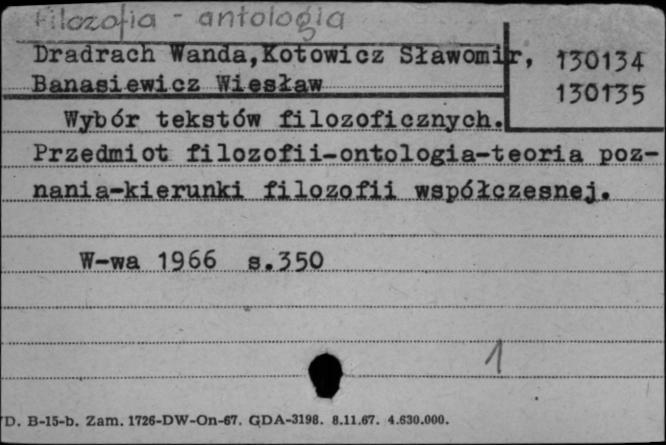 Filozofia - antologia
Dradrach Wanda,Kotowicz Sławomir,
130134
Banasiewicz Wiesław
130135
Wybór tekstów filozoficznych.
Przedmiot filozofii-ontologia-teoria poz-
nania-kierunki filozofii współczesnej.
W-wa 1966 s.350
1
D. B-15-b. Zam. 1726-DW-On-67. GDA-3198. 8.11.67. 4.630.000.